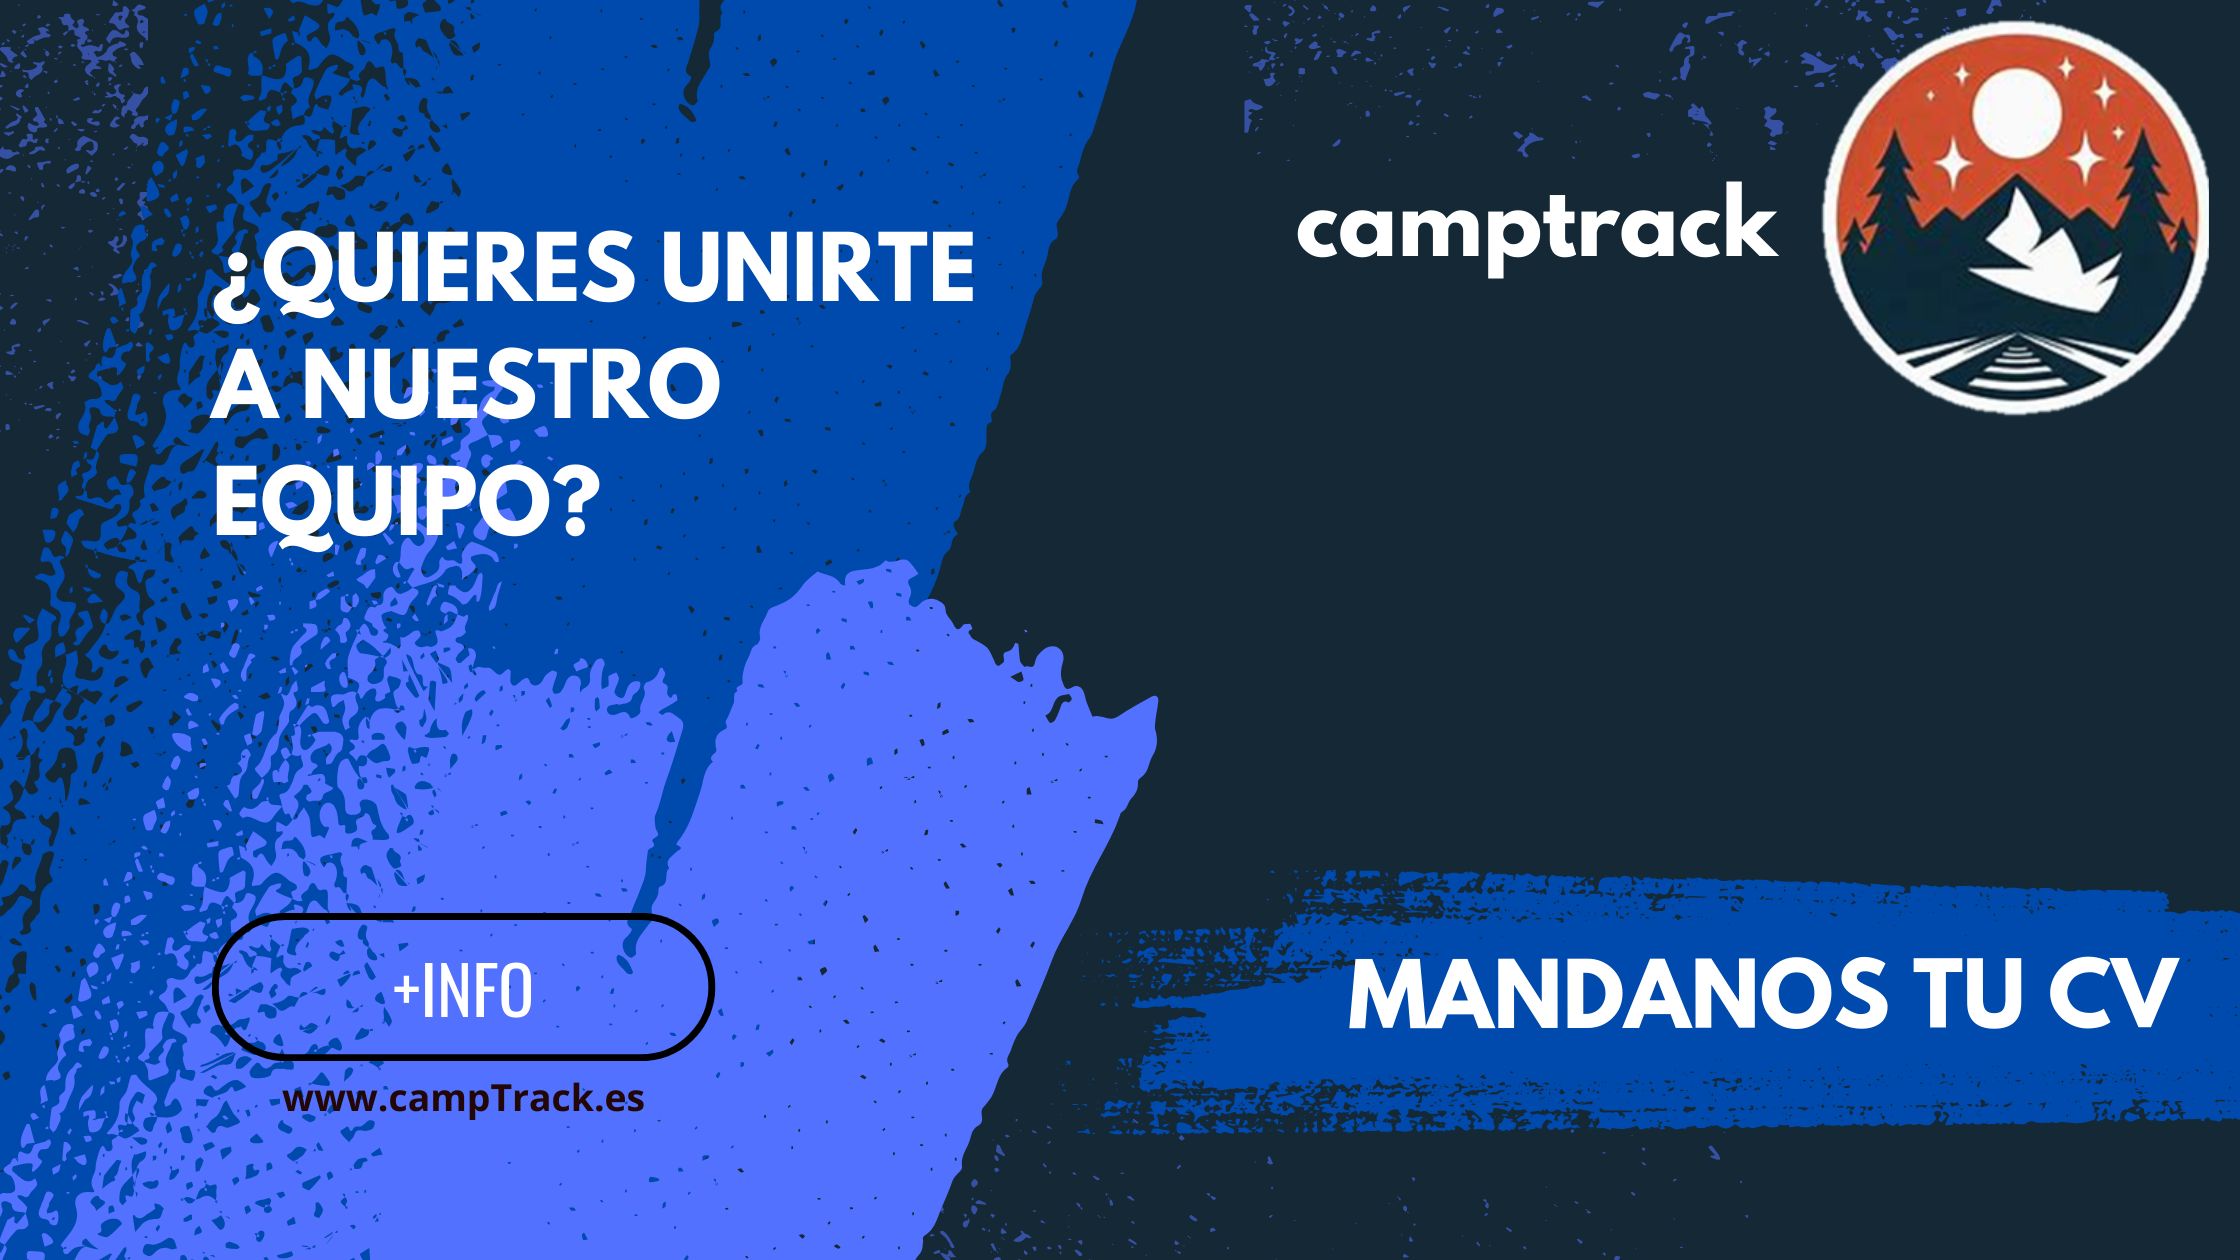 camptrack
¿QUIERES UNIRTE
A NUESTRO
EQUIPO?
+INFO
www.campTrack.es
MANDANOS TU CV